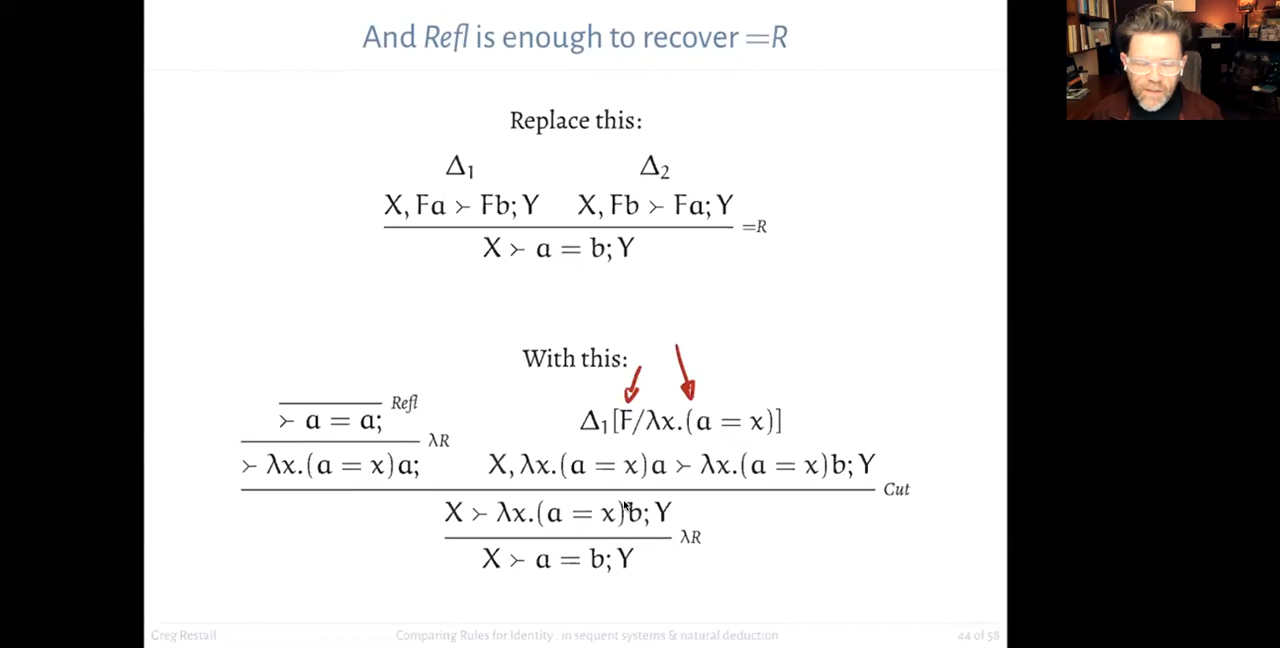 And Refl is enough to recover =R
Replace this:
Δ₁ Δ₂
X, Fa ≻ Fb; Y X, Fb ≻ Fa; Y
=R
X ≻ a = b; Y
With this:
Refl
≻ a = a; Δ₁[F/λx.(a = x)]
λR
≻ λx.(a = x)a; X, λx.(a = x)a ≻ λx.(a = x)b; Y
Cut
X ≻ λx.(a = x)b; Y
λR
X ≻ a = b; Y
Greg Restall Comparing Rules for Identity . in sequent systems & natural deduction 44 of 58